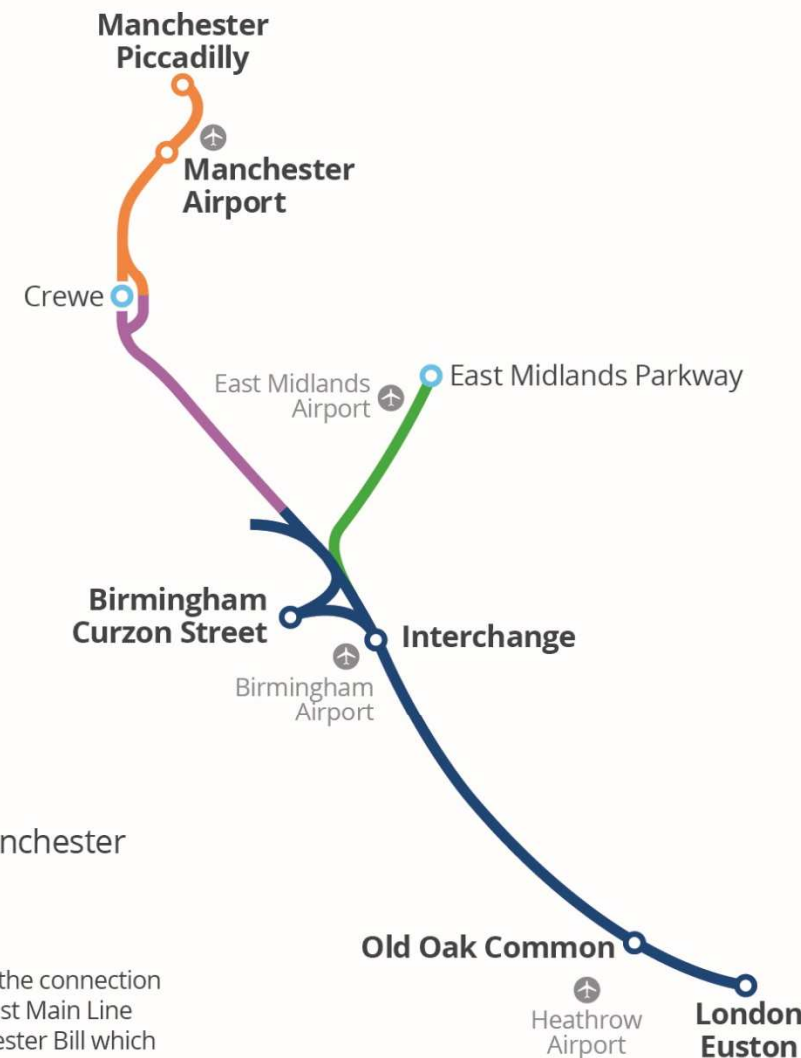 Manchester
Piccadilly
Manchester
Airport
Crewe
East Midlands
Airport
East Midlands Parkway
Birmingham
Curzon Street
Interchange
Birmingham
Airport
nchester
the connection
st Main Line
ester Bill which
Old Oak Common
Heathrow
Airport
London
Euston